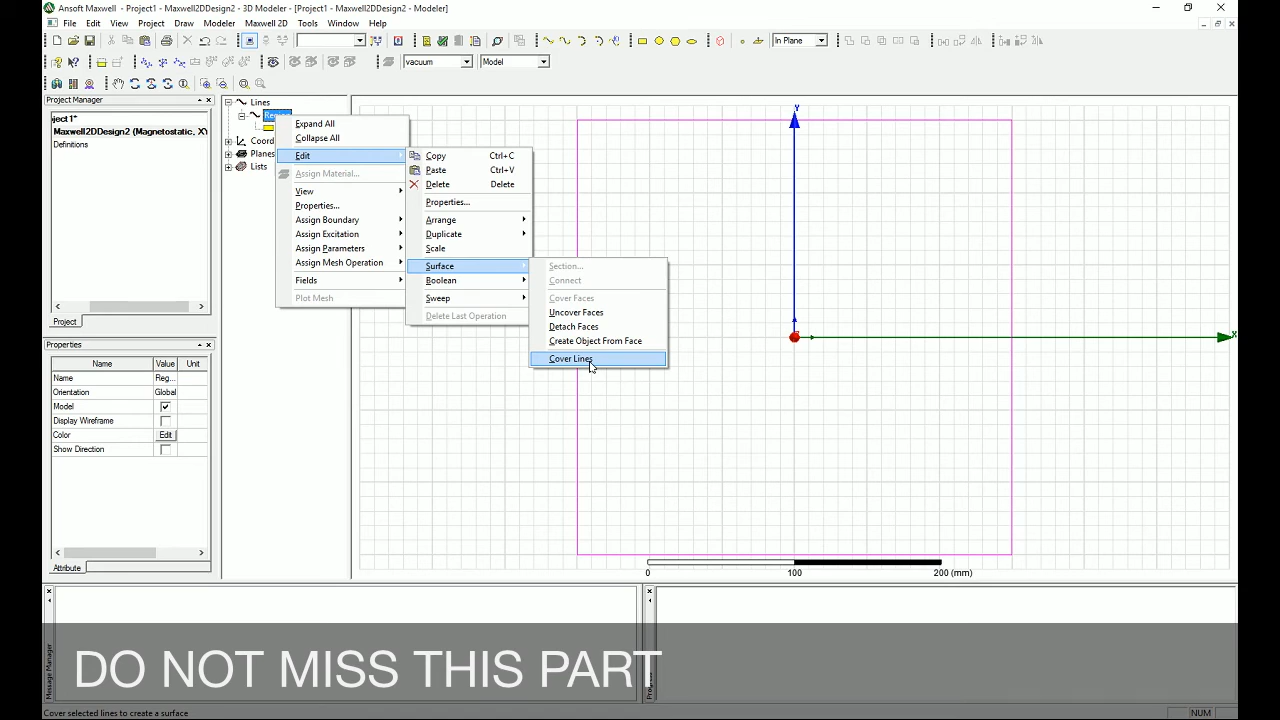 Ansoft Maxwell - Project1 - Maxwell2DDesign2 - 3D Modeler - [Project1 - Maxwell2DDesign2 - Modeler]
File Edit View Project Draw Modeler Maxwell 2D Tools Window Help
In Plane
vacuum Model
Project Manager
ject1*
Maxwell2DDesign2 (Magnetostatic, XY
Definitions
Project
Lines
Coord
Planes
Lists
Expand All
Collapse All
Edit
Assign Material...
View
Properties...
Assign Boundary
Assign Excitation
Assign Parameters
Assign Mesh Operation
Fields
Plot Mesh
Copy Ctrl+C
Paste Ctrl+V
Delete Delete
Properties...
Arrange
Duplicate
Scale
Surface
Boolean
Sweep
Delete Last Operation
Section...
Connect
Cover Faces
Uncover Faces
Detach Faces
Create Object From Face
Cover Lines
Y
X
0 100 200 (mm)
Properties
Name Value Unit
Name Reg...
Orientation Global
Model
Display Wireframe
Color Edit
Show Direction
Attribute
Message Manager
DO NOT MISS THIS PART
Cover selected lines to create a surface
NUM